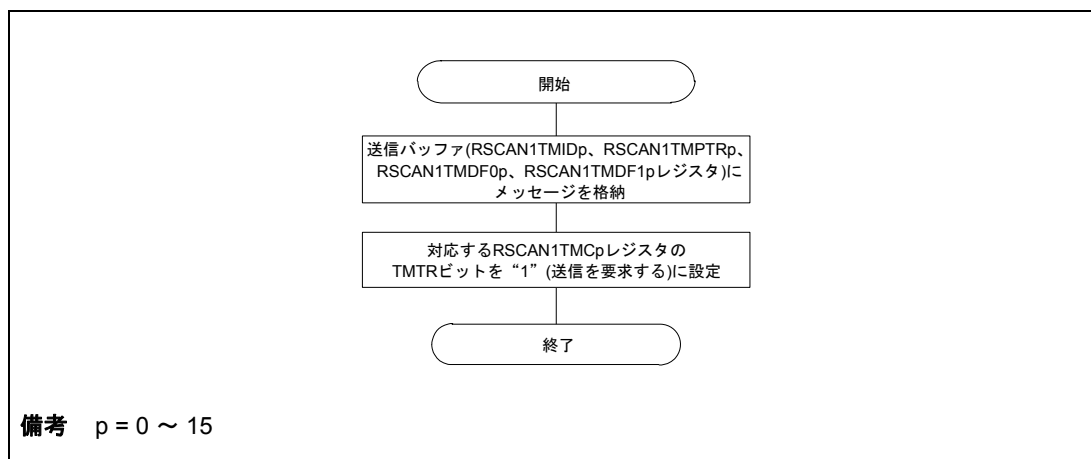 開始
送信バッファ(RSCAN1TMIDp、RSCAN1TMPTRp、
RSCAN1TMDF0p、RSCAN1TMDF1pレジスタ)に
メッセージを格納
対応するRSCAN1TMCpレジスタの
TMTRビットを“1”(送信を要求する)に設定
終了
備考 p = 0 ～ 15